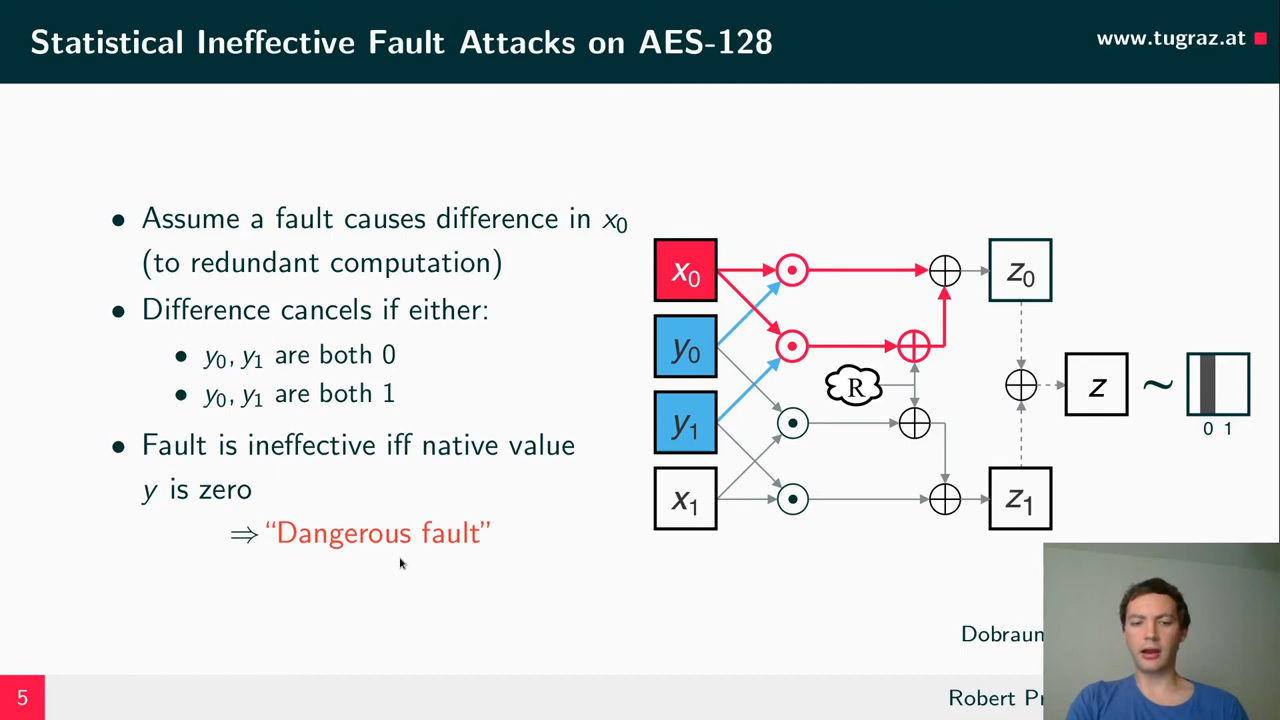 Statistical Ineffective Fault Attacks on AES-128
www.tugraz.at
• Assume a fault causes difference in x₀
(to redundant computation)
• Difference cancels if either:
• y₀, y₁ are both 0
• y₀, y₁ are both 1
• Fault is ineffective iff native value
y is zero
⇒ “Dangerous fault”
x₀
y₀
y₁
x₁
R
z₀
z₁
z
~
0 1
5
Robert